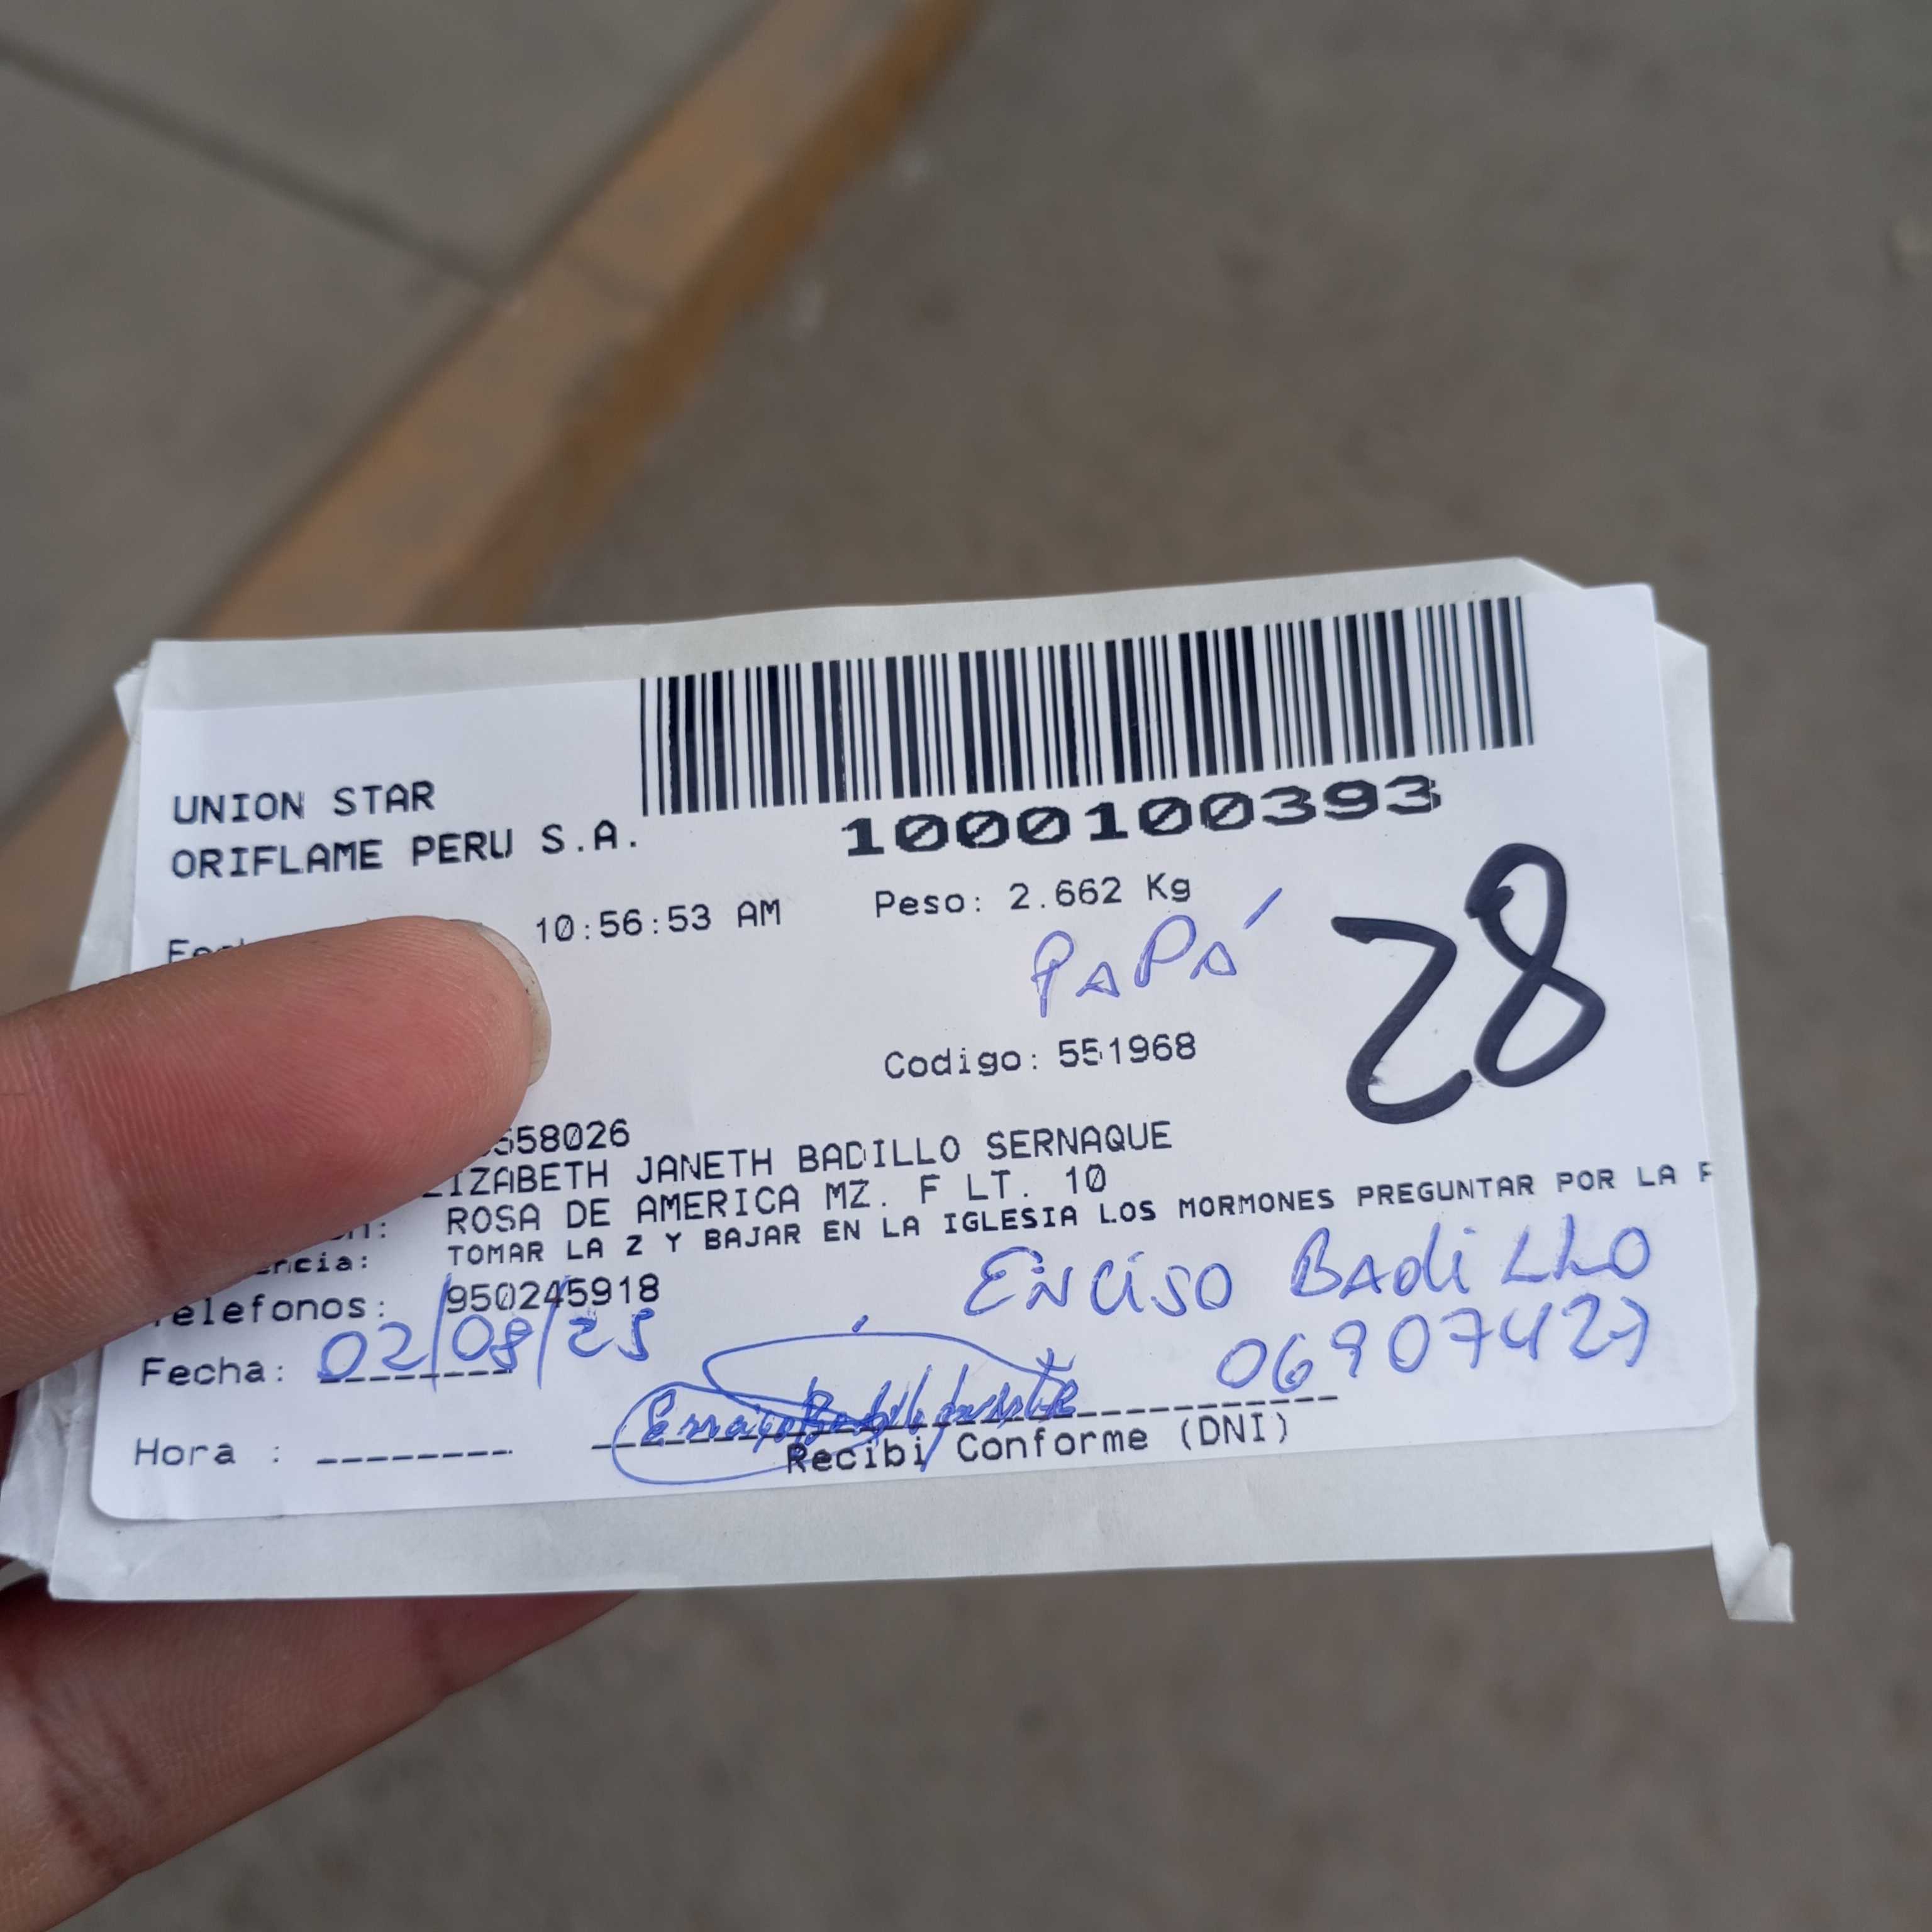 UNION STAR
ORIFLAME PERU S.A.
1000100393
10:56:53 AM Peso: 2.662 Kg
PAPÁ
28
Codigo: 551968
558026
IZABETH JANETH BADILLO SERNAQUE
ROSA DE AMERICA MZ. F LT. 10
encia: TOMAR LA Z Y BAJAR EN LA IGLESIA LOS MORMONES PREGUNTAR POR LA
Telefonos: 950245918
ENCISO BADILLO
Fecha: 02/08/25
06907427
Hora :
Recibi Conforme (DNI)